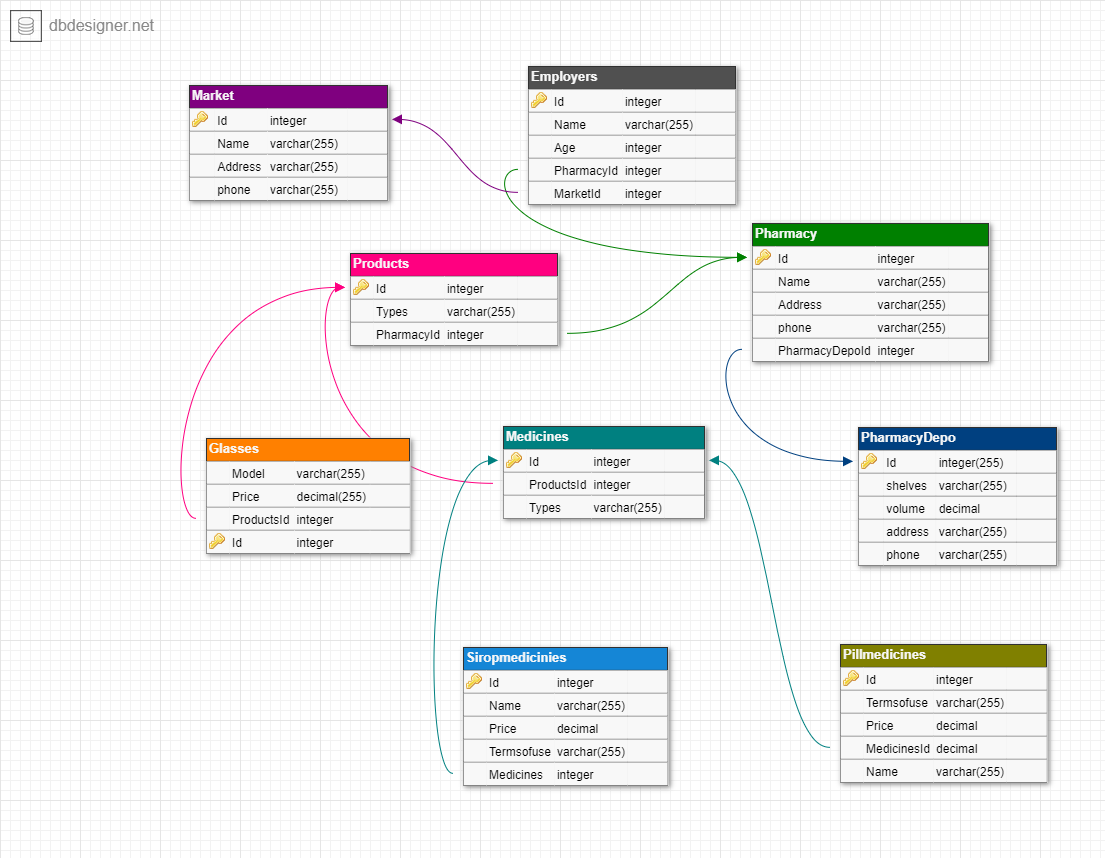 dbdesigner.net
Market
Id integer
Name varchar(255)
Address varchar(255)
phone varchar(255)
Employers
Id integer
Name varchar(255)
Age integer
PharmacyId integer
MarketId integer
Pharmacy
Id integer
Name varchar(255)
Address varchar(255)
phone varchar(255)
PharmacyDepoId integer
Products
Id integer
Types varchar(255)
PharmacyId integer
Glasses
Model varchar(255)
Price decimal(255)
ProductsId integer
Id integer
Medicines
Id integer
ProductsId integer
Types varchar(255)
PharmacyDepo
Id integer(255)
shelves varchar(255)
volume decimal
address varchar(255)
phone varchar(255)
Siropmedicinies
Id integer
Name varchar(255)
Price decimal
Termsofuse varchar(255)
Medicines integer
Pillmedicines
Id integer
Termsofuse varchar(255)
Price decimal
MedicinesId decimal
Name varchar(255)